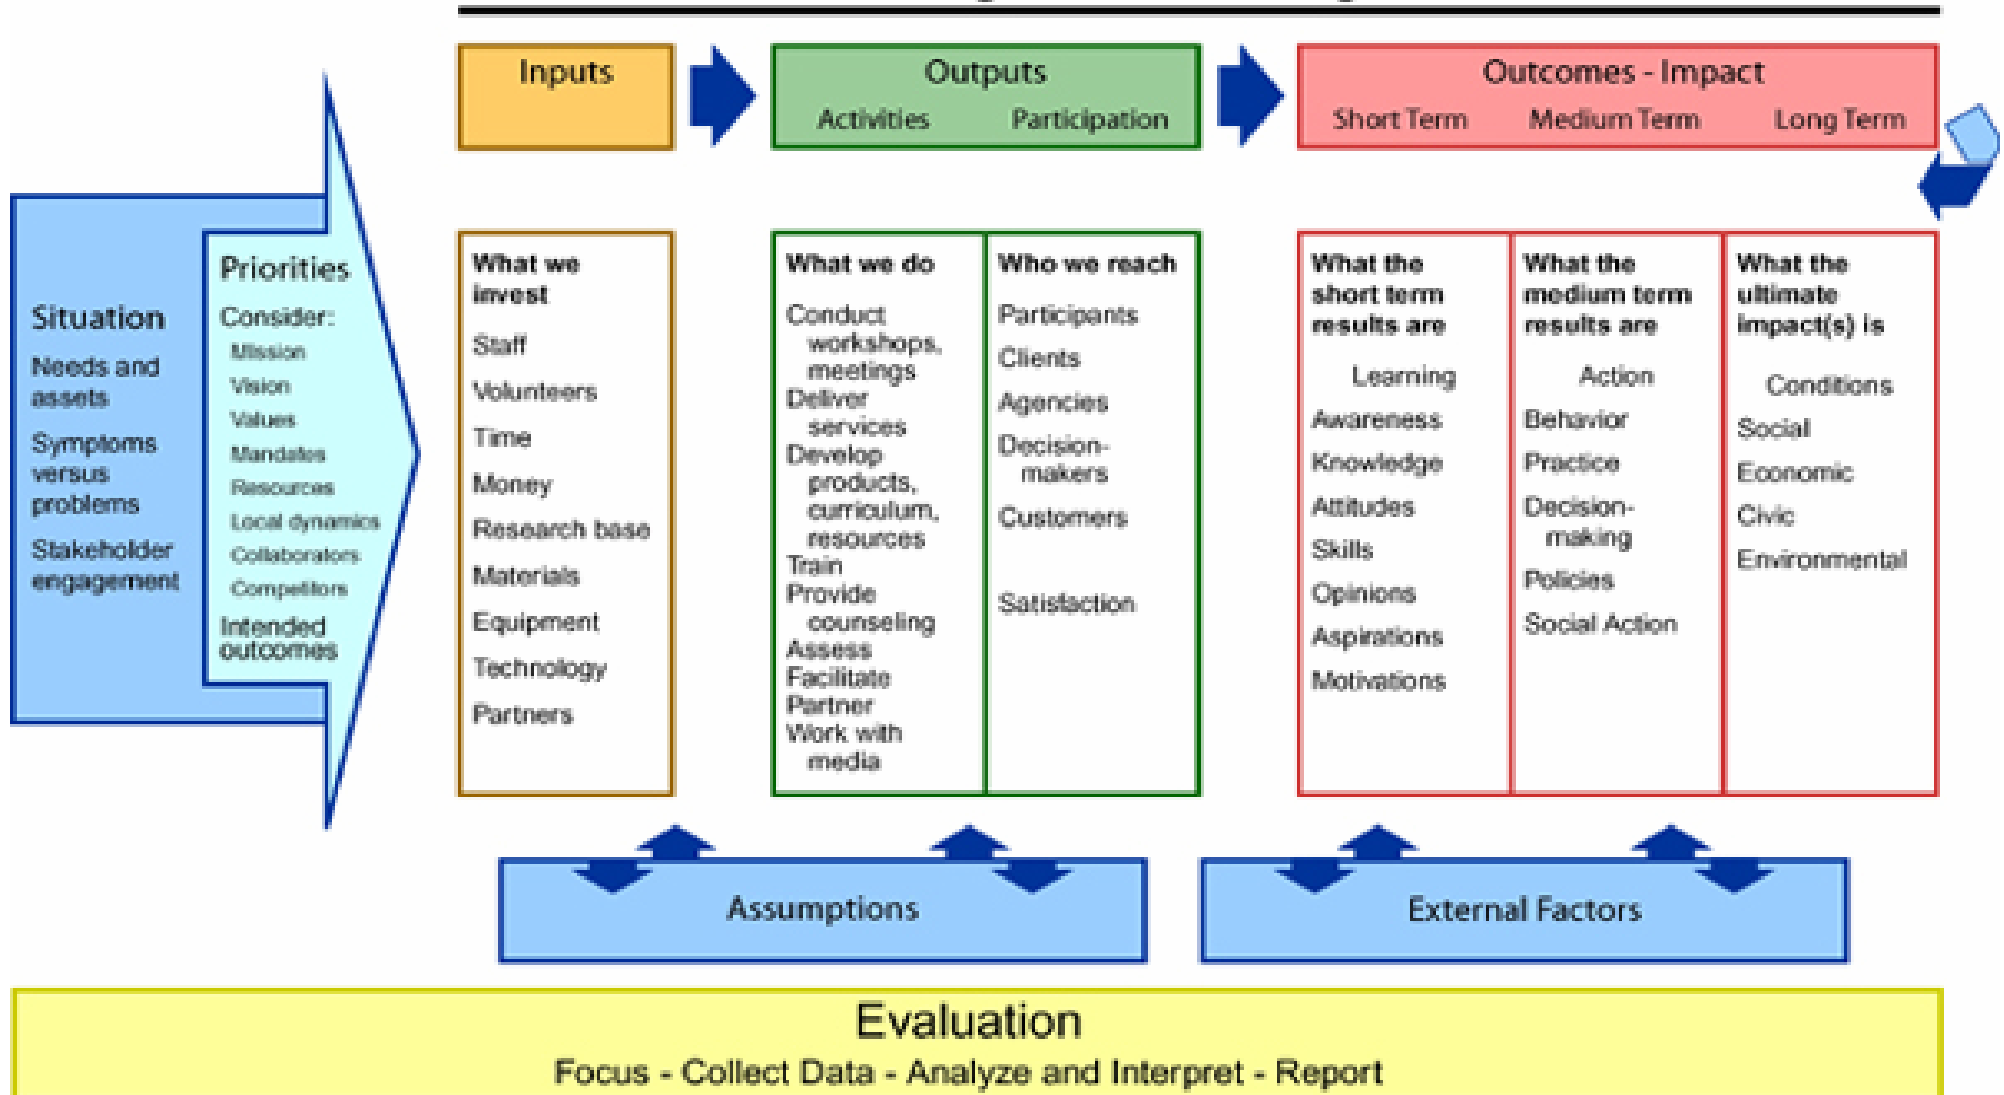 Inputs
Outputs
Activities
Participation
Outcomes - Impact
Short Term
Medium Term
Long Term
Situation
Needs and
assets
Symptoms
versus
problems
Stakeholder
engagement
Priorities
Consider:
Mission
Vision
Values
Mandates
Resources
Local dynamics
Collaborators
Competitors
Intended
outcomes
What we
invest
Staff
Volunteers
Time
Money
Research base
Materials
Equipment
Technology
Partners
What we do
Conduct
workshops,
meetings
Deliver
services
Develop
products,
curriculum,
resources
Train
Provide
counseling
Assess
Facilitate
Partner
Work with
media
Who we reach
Participants
Clients
Agencies
Decision-
makers
Customers
Satisfaction
What the
short term
results are
Learning
Awareness
Knowledge
Attitudes
Skills
Opinions
Aspirations
Motivations
What the
medium term
results are
Action
Behavior
Practice
Decision-
making
Policies
Social Action
What the
ultimate
impact(s) is
Conditions
Social
Economic
Civic
Environmental
Assumptions
External Factors
Evaluation
Focus - Collect Data - Analyze and Interpret - Report